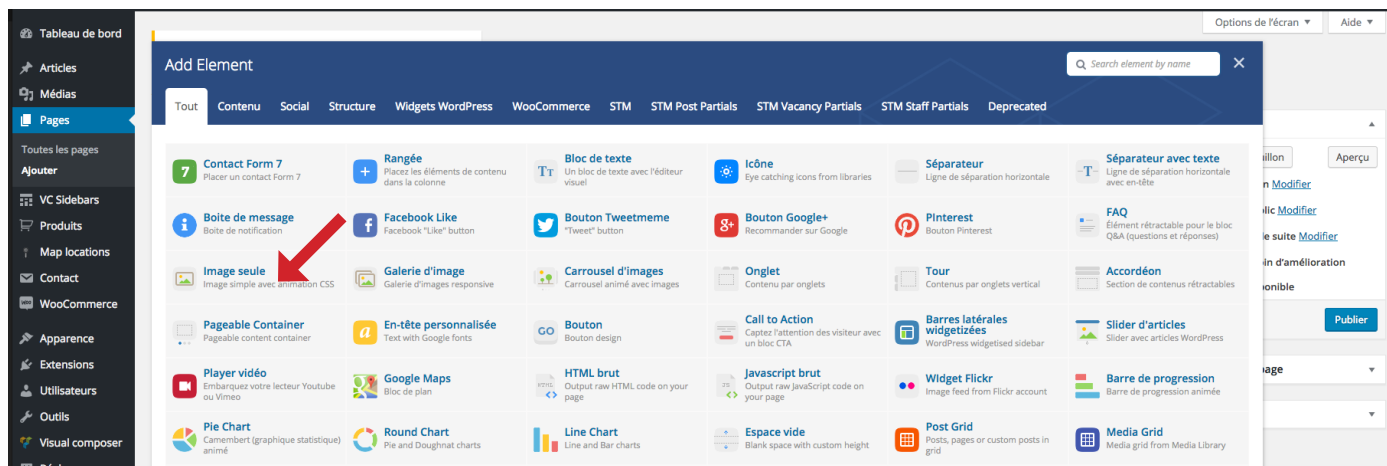 Options de l'écran ▼ Aide ▼
Tableau de bord
Articles
Médias
Pages
Toutes les pages
Ajouter
VC Sidebars
Produits
Map locations
Contact
WooCommerce
Apparence
Extensions
Utilisateurs
Outils
Visual composer
Add Element
Search element by name
Tout Contenu Social Structure Widgets WordPress WooCommerce STM STM Post Partials STM Vacancy Partials STM Staff Partials Deprecated
Contact Form 7
Placer un contact Form 7
Rangée
Placez les éléments de contenu
dans la colonne
Bloc de texte
Un bloc de texte avec l'éditeur
visuel
Icône
Eye catching icons from libraries
Séparateur
Ligne de séparation horizontale
Séparateur avec texte
Ligne de séparation horizontale
avec en-tête
Boite de message
Boite de notification
Facebook Like
Facebook "Like" button
Bouton Tweetmeme
"Tweet" button
Bouton Google+
Recommander sur Google
PInterest
Bouton Pinterest
FAQ
Élément rétractable pour le bloc
Q&A (questions et réponses)
Image seule
Image simple avec animation CSS
Galerie d'image
Galerie d'images responsive
Carrousel d'images
Carrousel animé avec images
Onglet
Contenu par onglets
Tour
Contenus par onglets vertical
Accordéon
Section de contenus rétractables
Pageable Container
Pageable content container
En-tête personnalisée
Text with Google fonts
GO
Bouton
Bouton design
Call to Action
Captez l'attention des visiteur avec
un bloc CTA
Barres latérales
widgetizées
WordPress widgetised sidebar
Slider d'articles
Slider avec articles WordPress
Player vidéo
Embarquez votre lecteur Youtube
ou Vimeo
Google Maps
Bloc de plan
HTML
HTML brut
Output raw HTML code on your
page
JS
Javascript brut
Output raw JavaScript code on
your page
WIdget Flickr
Image feed from Flickr account
Barre de progression
Barre de progression animée
Pie Chart
Camembert (graphique statistique)
animé
Round Chart
Pie and Doughnat charts
Line Chart
Line and Bar charts
Espace vide
Blank space with custom height
Post Grid
Posts, pages or custom posts in
grid
Media Grid
Media grid from Media Library
illon Aperçu
n Modifier
lic Modifier
de suite Modifier
oin d'amélioration
ponible
Publier
age